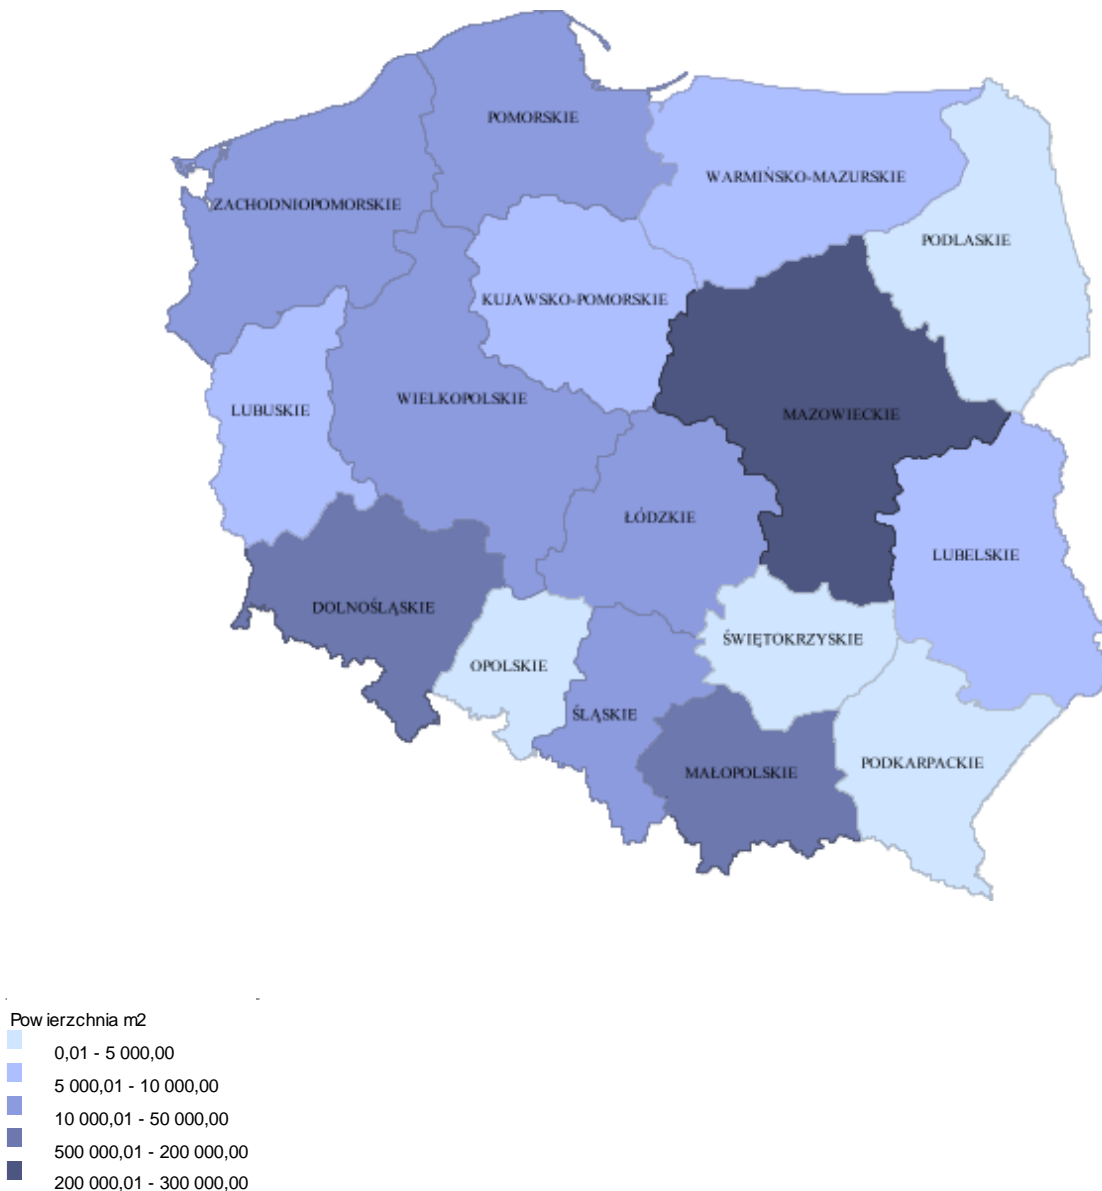 POMORSKIE
WARMIŃSKO-MAZURSKIE
ZACHODNIOPOMORSKIE
PODLASKIE
KUJAWSKO-POMORSKIE
WIELKOPOLSKIE
LUBUSKIE
MAZOWIECKIE
ŁÓDZKIE
LUBELSKIE
DOLNOŚLĄSKIE
ŚWIĘTOKRZYSKIE
OPOLSKIE
ŚLĄSKIE
PODKARPACKIE
MAŁOPOLSKIE
Powierzchnia m2
0,01 - 5 000,00
5 000,01 - 10 000,00
10 000,01 - 50 000,00
500 000,01 - 200 000,00
200 000,01 - 300 000,00